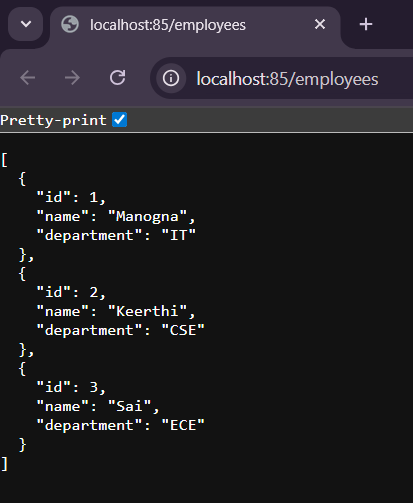 localhost:85/employees
localhost:85/employees
Pretty-print
[
  {
    "id": 1,
    "name": "Manogna",
    "department": "IT"
  },
  {
    "id": 2,
    "name": "Keerthi",
    "department": "CSE"
  },
  {
    "id": 3,
    "name": "Sai",
    "department": "ECE"
  }
]